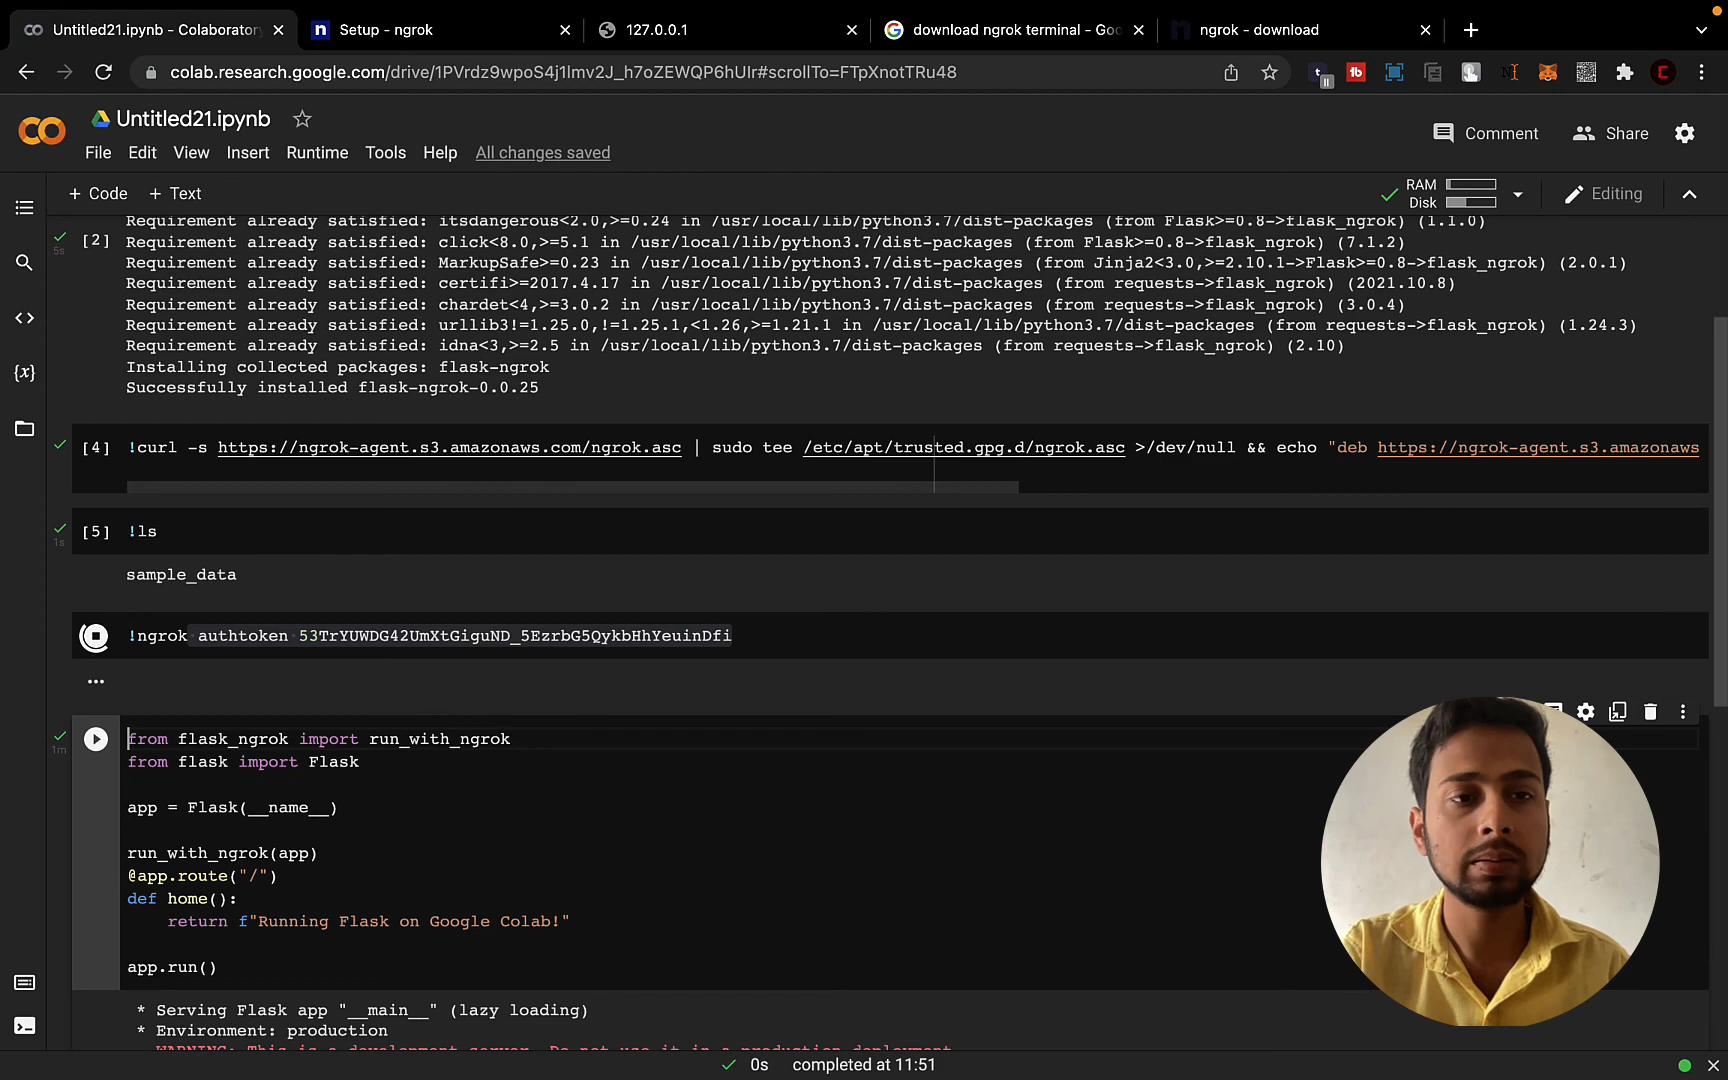 Untitled21.ipynb - Colaboratory
Setup - ngrok
127.0.0.1
download ngrok terminal - Goo
ngrok - download
colab.research.google.com/drive/1PVrdz9wpoS4j1lmv2J_h7oZEWQP6hUIr#scrollTo=FTpXnotTRu48
Untitled21.ipynb
Comment
Share
File Edit View Insert Runtime Tools Help All changes saved
+ Code + Text
RAM
Disk
Editing
Requirement already satisfied: itsdangerous<2.0,>=0.24 in /usr/local/lib/python3.7/dist-packages (from Flask>=0.8->flask_ngrok) (1.1.0)
[2] Requirement already satisfied: click<8.0,>=5.1 in /usr/local/lib/python3.7/dist-packages (from Flask>=0.8->flask_ngrok) (7.1.2)
5s
Requirement already satisfied: MarkupSafe>=0.23 in /usr/local/lib/python3.7/dist-packages (from Jinja2<3.0,>=2.10.1->Flask>=0.8->flask_ngrok) (2.0.1)
Requirement already satisfied: certifi>=2017.4.17 in /usr/local/lib/python3.7/dist-packages (from requests->flask_ngrok) (2021.10.8)
Requirement already satisfied: chardet<4,>=3.0.2 in /usr/local/lib/python3.7/dist-packages (from requests->flask_ngrok) (3.0.4)
Requirement already satisfied: urllib3!=1.25.0,!=1.25.1,<1.26,>=1.21.1 in /usr/local/lib/python3.7/dist-packages (from requests->flask_ngrok) (1.24.3)
Requirement already satisfied: idna<3,>=2.5 in /usr/local/lib/python3.7/dist-packages (from requests->flask_ngrok) (2.10)
Installing collected packages: flask-ngrok
Successfully installed flask-ngrok-0.0.25
[4] !curl -s https://ngrok-agent.s3.amazonaws.com/ngrok.asc | sudo tee /etc/apt/trusted.gpg.d/ngrok.asc >/dev/null && echo "deb https://ngrok-agent.s3.amazonaws
[5] !ls
1s
sample_data
!ngrok authtoken 53TrYUWDG42UmXtGiguND_5EzrbG5QykbHhYeuinDfi
...
from flask_ngrok import run_with_ngrok
1m
from flask import Flask
app = Flask(__name__)
run_with_ngrok(app)
@app.route("/")
def home():
return f"Running Flask on Google Colab!"
app.run()
* Serving Flask app "__main__" (lazy loading)
* Environment: production
WARNING: This is a development server. Do not use it in a production deployment.
0s completed at 11:51